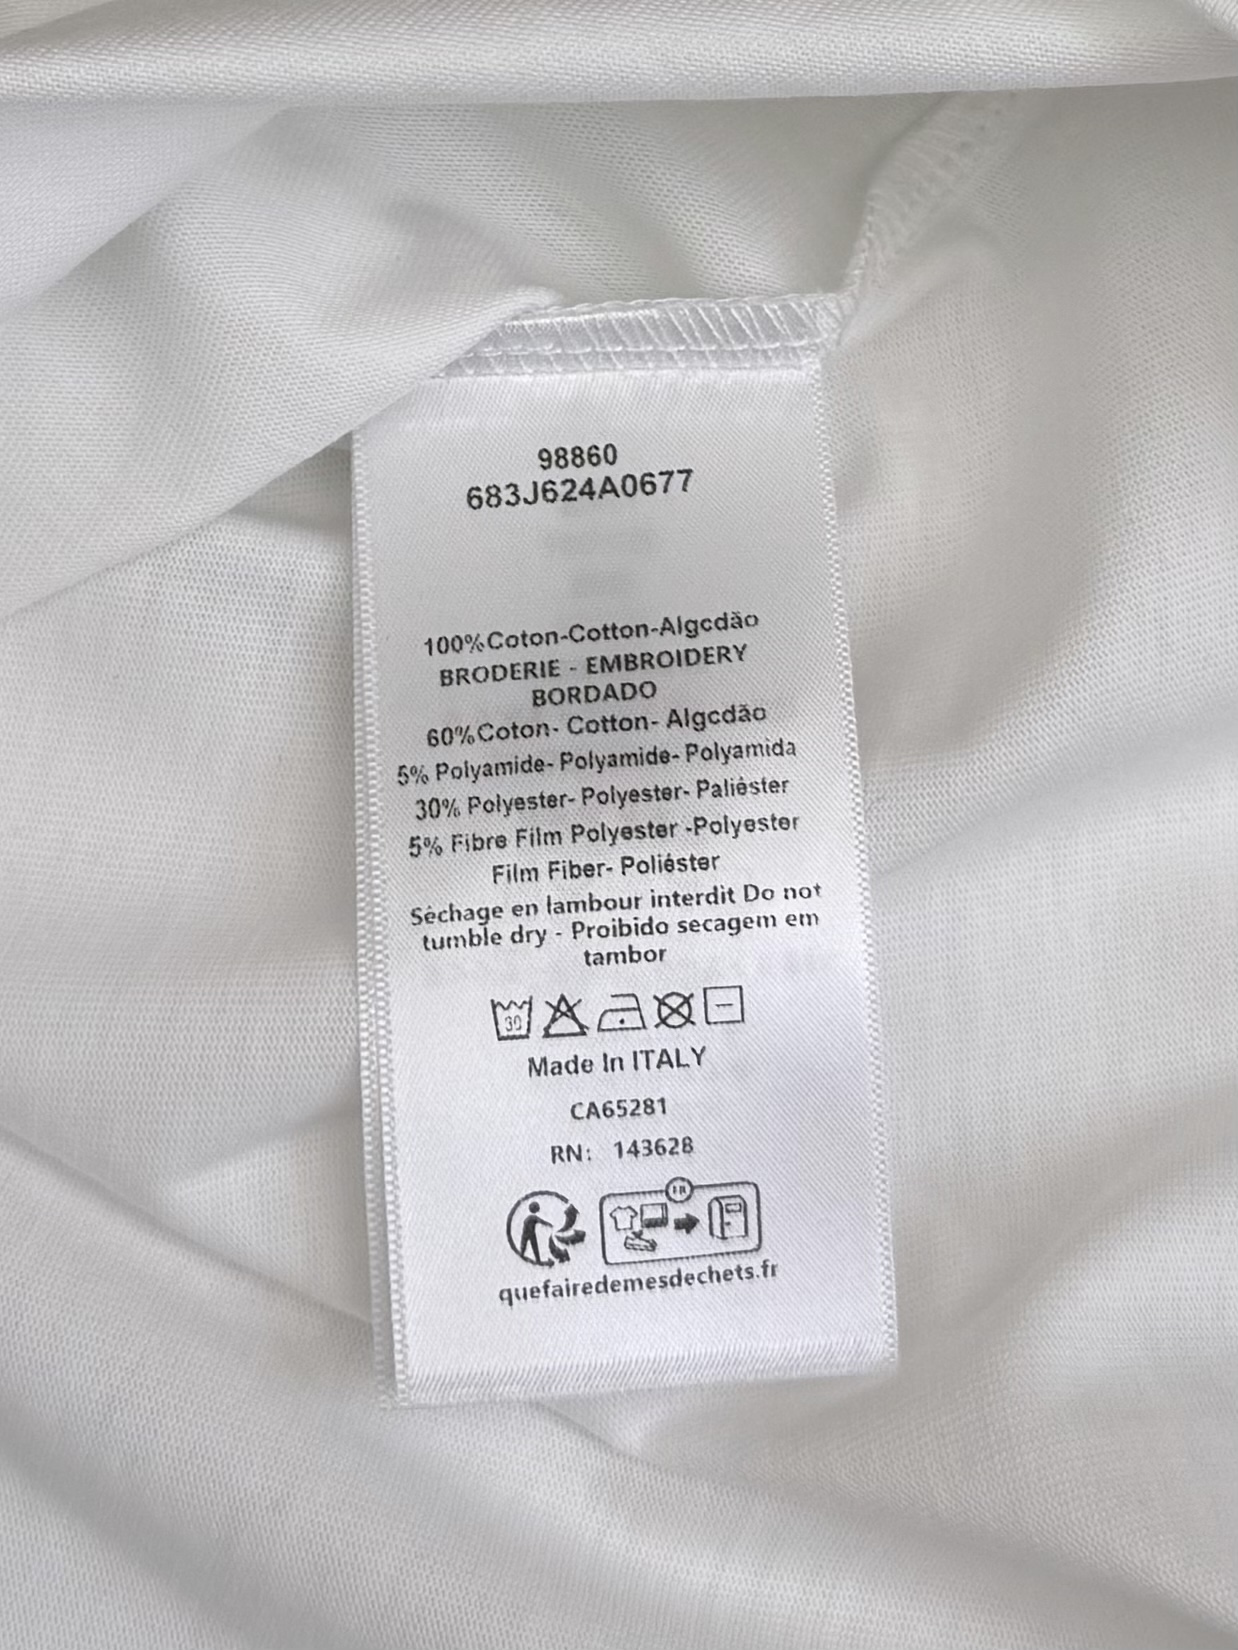 98860
683J624A0677
100%Coton-Cotton-Algcdão
BRODERIE - EMBROIDERY
BORDADO
60%Coton- Cotton- Algcdão
5% Polyamide- Polyamide- Polyamida
30% Polyester- Polyester- Paliéster
5% Fibre Film Polyester -Polyester
Film Fiber- Poliéster
Séchage en lambour interdit Do not
tumble dry - Proibido secagem em
tambor
30
Made In ITALY
CA65281
RN: 143628
FR
quefairedemesdechets.fr